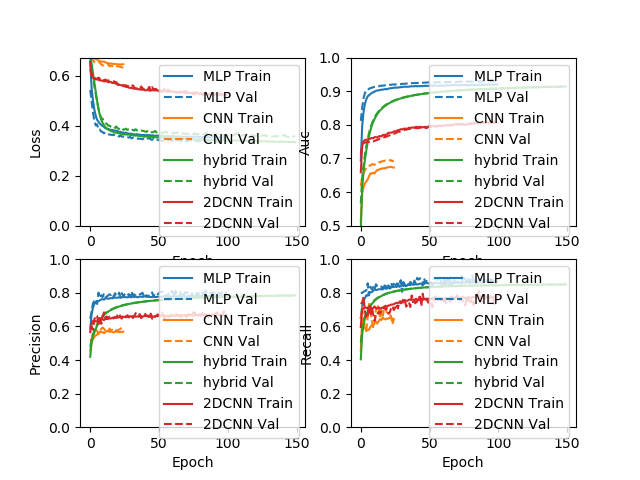 0.6
0.4
0.2
0.0
Loss
0
50
100
150
Epoch
MLP Train
MLP Val
CNN Train
CNN Val
hybrid Train
hybrid Val
2DCNN Train
2DCNN Val
1.0
0.9
0.8
0.7
0.6
0.5
Auc
0
50
100
150
Epoch
MLP Train
MLP Val
CNN Train
CNN Val
hybrid Train
hybrid Val
2DCNN Train
2DCNN Val
1.0
0.8
0.6
0.4
0.2
0.0
Precision
0
50
100
150
Epoch
MLP Train
MLP Val
CNN Train
CNN Val
hybrid Train
hybrid Val
2DCNN Train
2DCNN Val
1.0
0.8
0.6
0.4
0.2
0.0
Recall
0
50
100
150
Epoch
MLP Train
MLP Val
CNN Train
CNN Val
hybrid Train
hybrid Val
2DCNN Train
2DCNN Val